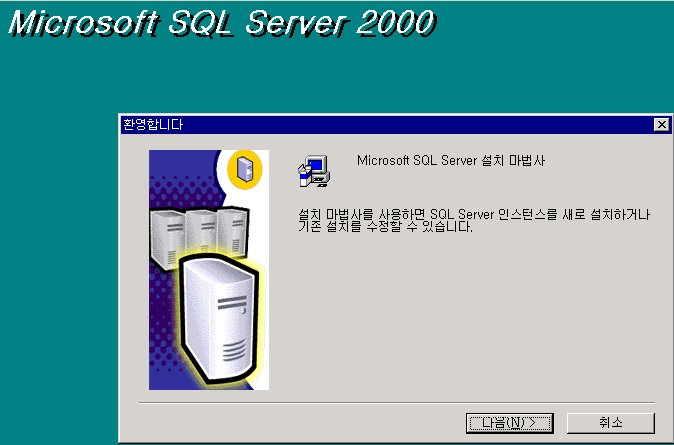 Microsoft SQL Server 2000
환영합니다
Microsoft SQL Server 설치 마법사
설치 마법사를 사용하면 SQL Server 인스턴스를 새로 설치하거나
기존 설치를 수정할 수 있습니다.
다음(N) >
취소